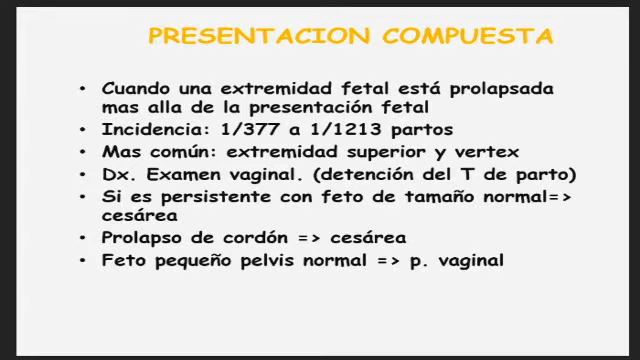 PRESENTACION COMPUESTA
• Cuando una extremidad fetal está prolapsada
mas alla de la presentación fetal
• Incidencia: 1/377 a 1/1213 partos
• Mas común: extremidad superior y vertex
• Dx. Examen vaginal. (detención del T de parto)
• Si es persistente con feto de tamaño normal=>
cesárea
• Prolapso de cordón => cesárea
• Feto pequeño pelvis normal => p. vaginal